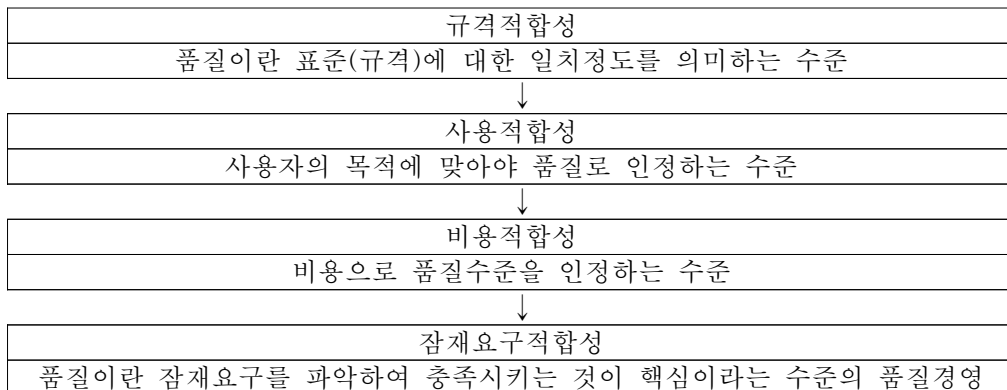 규격적합성
품질이란 표준(규격)에 대한 일치정도를 의미하는 수준
↓
사용적합성
사용자의 목적에 맞아야 품질로 인정하는 수준
↓
비용적합성
비용으로 품질수준을 인정하는 수준
↓
잠재요구적합성
품질이란 잠재요구를 파악하여 충족시키는 것이 핵심이라는 수준의 품질경영